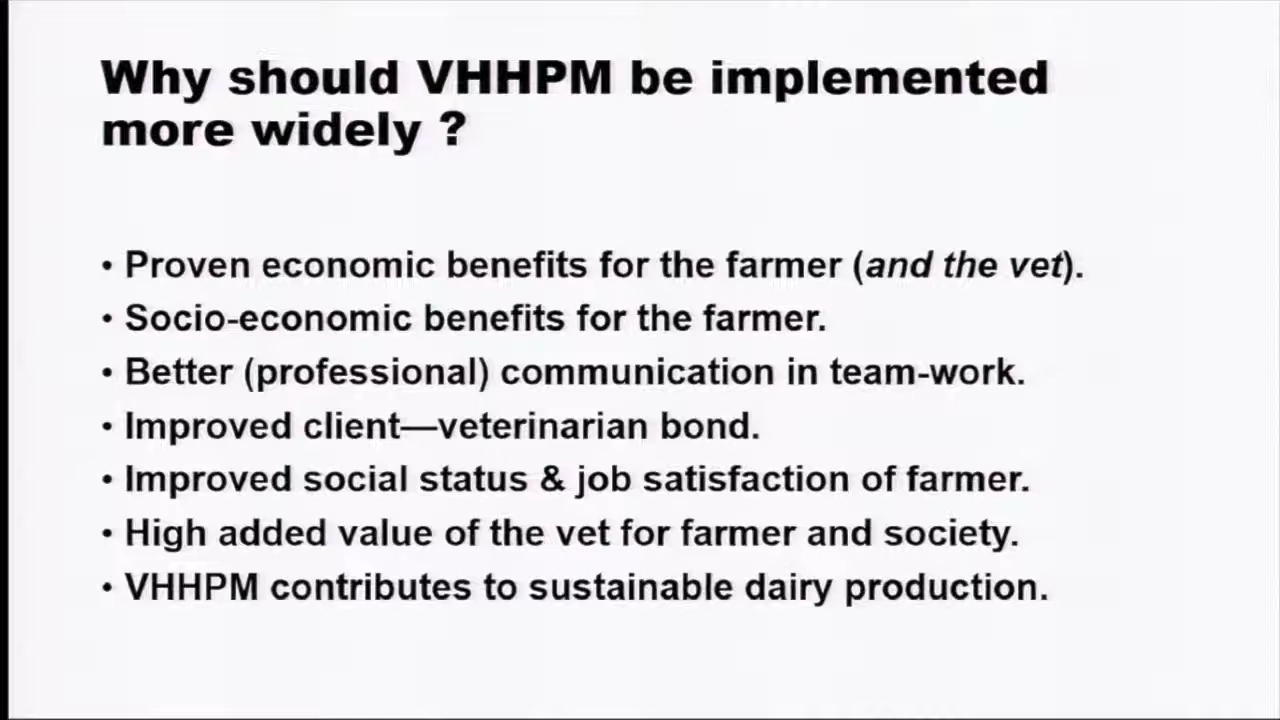 Why should VHHPM be implemented
more widely ?
• Proven economic benefits for the farmer (and the vet).
• Socio-economic benefits for the farmer.
• Better (professional) communication in team-work.
• Improved client—veterinarian bond.
• Improved social status & job satisfaction of farmer.
• High added value of the vet for farmer and society.
• VHHPM contributes to sustainable dairy production.